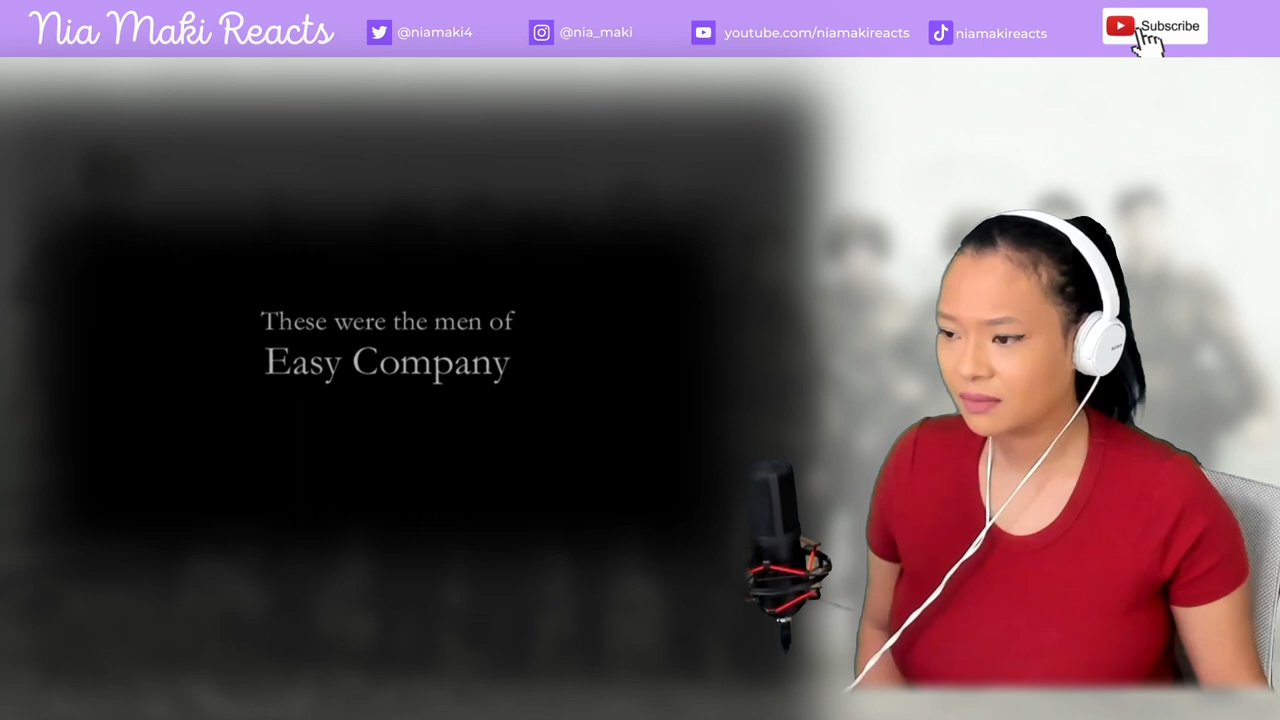 Nia Maki Reacts
@niamaki4
@nia_maki
youtube.com/niamakireacts
niamakireacts
Subscribe
These were the men of
Easy Company